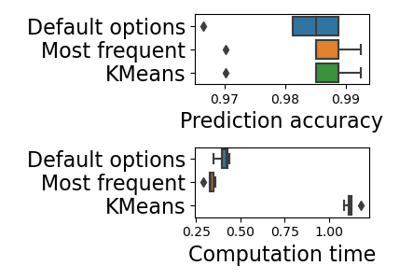 Default options
Most frequent
KMeans
0.97 0.98 0.99
Prediction accuracy
Default options
Most frequent
KMeans
0.25 0.50 0.75 1.00
Computation time